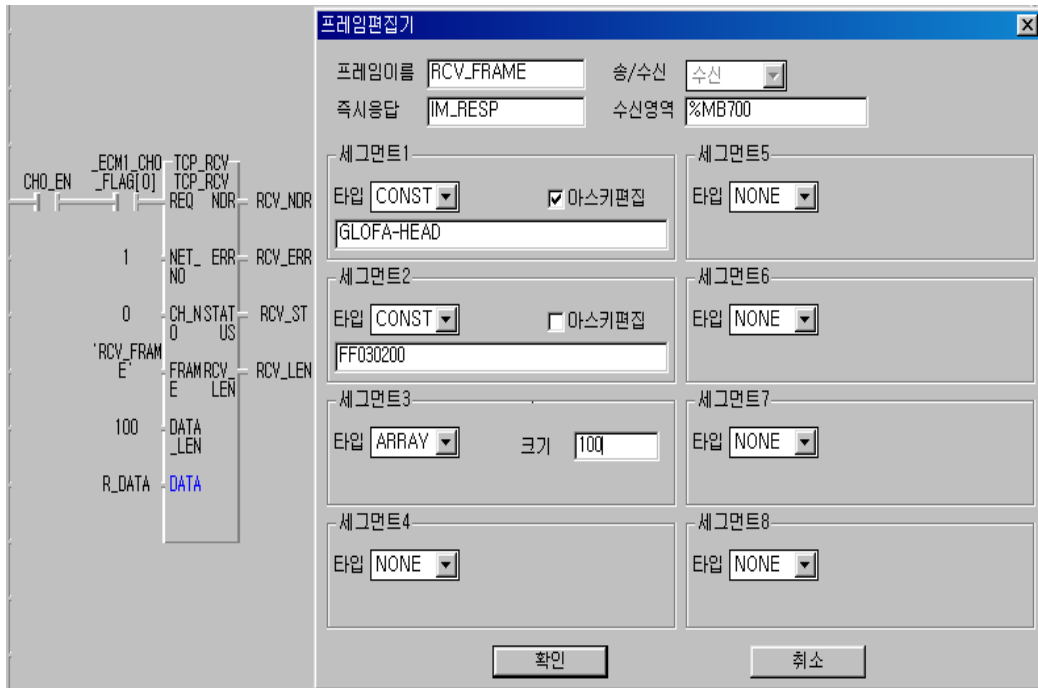 _ECM1_CH0 TCP_RCV
CH0_EN _FLAG[0] TCP_RCV
REQ NDR RCV_NDR
1 NET_ ERR RCV_ERR
NO
0 CH_N STAT RCV_ST
O US
'RCV_FRAM
E' FRAM RCV_ RCV_LEN
E LEN
100 DATA
_LEN
R_DATA DATA
프레임편집기
프레임이름 RCV_FRAME 송/수신 수신
즉시응답 IM_RESP 수신영역 %MB700
세그먼트1
타입 CONST 아스키편집
GLOFA-HEAD
세그먼트2
타입 CONST 아스키편집
FF030200
세그먼트3
타입 ARRAY 크기 100
세그먼트4
타입 NONE
세그먼트5
타입 NONE
세그먼트6
타입 NONE
세그먼트7
타입 NONE
세그먼트8
타입 NONE
확인 취소